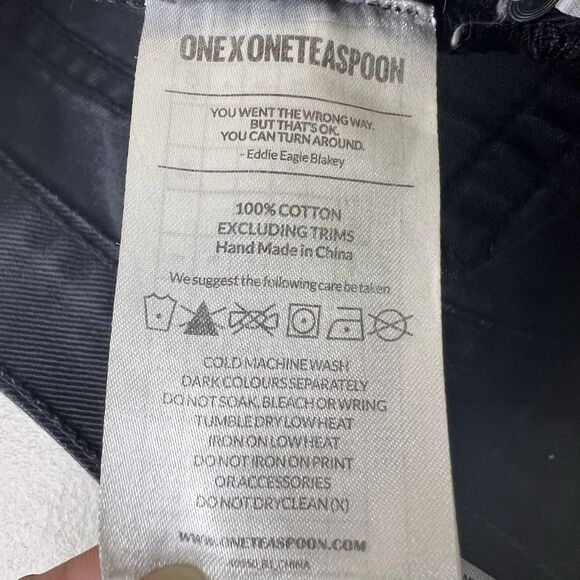 ONEXONETEASPOON
YOU WENT THE WRONG WAY.
BUT THAT'S OK.
YOU CAN TURN AROUND.
- Eddie Eagle Blakey
100% COTTON
EXCLUDING TRIMS
Hand Made in China
We suggest the following care be taken.
COLD MACHINE WASH
DARK COLOURS SEPARATELY
DO NOT SOAK, BLEACH OR WRING
TUMBLE DRY LOW HEAT
IRON ON LOW HEAT
DO NOT IRON ON PRINT
OR ACCESSORIES
DO NOT DRYCLEAN (X)
WWW.ONETEASPOON.COM
CHINA